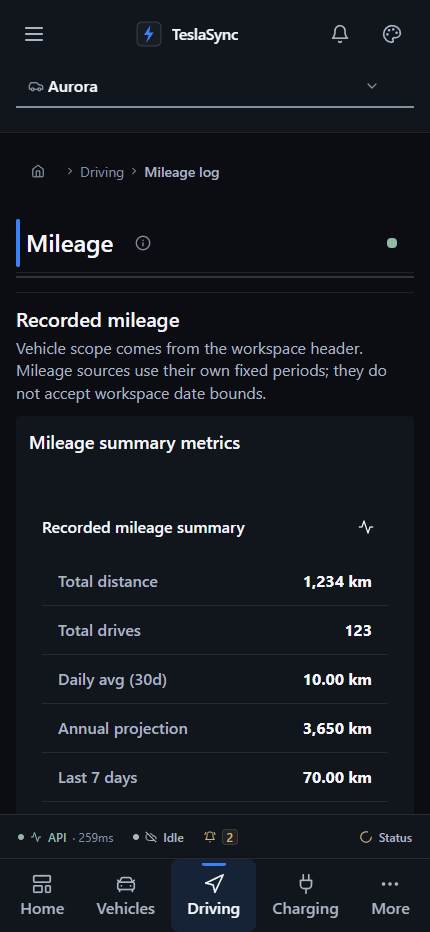 TeslaSync
Aurora
Driving
Mileage log
Mileage
Recorded mileage
Vehicle scope comes from the workspace header.
Mileage sources use their own fixed periods; they do
not accept workspace date bounds.
Mileage summary metrics
Recorded mileage summary
Total distance 1,234 km
Total drives 123
Daily avg (30d) 10.00 km
Annual projection 3,650 km
Last 7 days 70.00 km
API · 259ms Idle 2 Status
Home Vehicles Driving Charging More